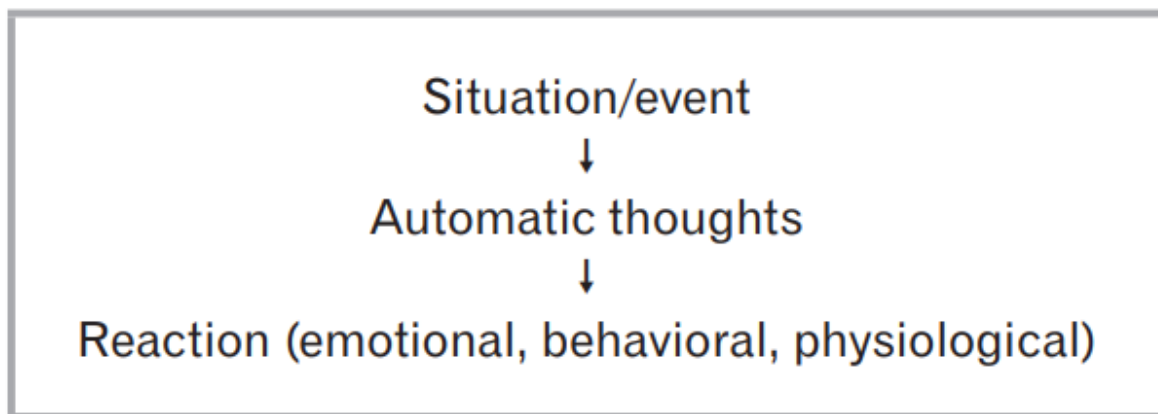 Situation/event
↓
Automatic thoughts
↓
Reaction (emotional, behavioral, physiological)